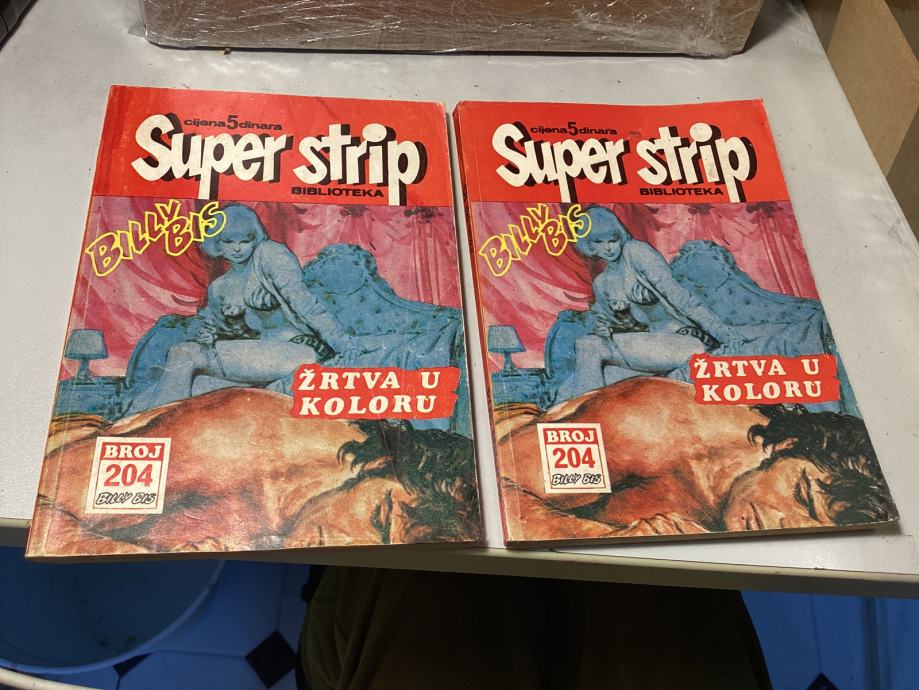 cijena 5 dinara
Super strip
BIBLIOTEKA
BILLY
BIS
ŽRTVA U
KOLORU
BROJ
204
BILLY BIS
cijena 5 dinara
Super strip
BIBLIOTEKA
BILLY
BIS
ŽRTVA U
KOLORU
BROJ
204
BILLY BIS